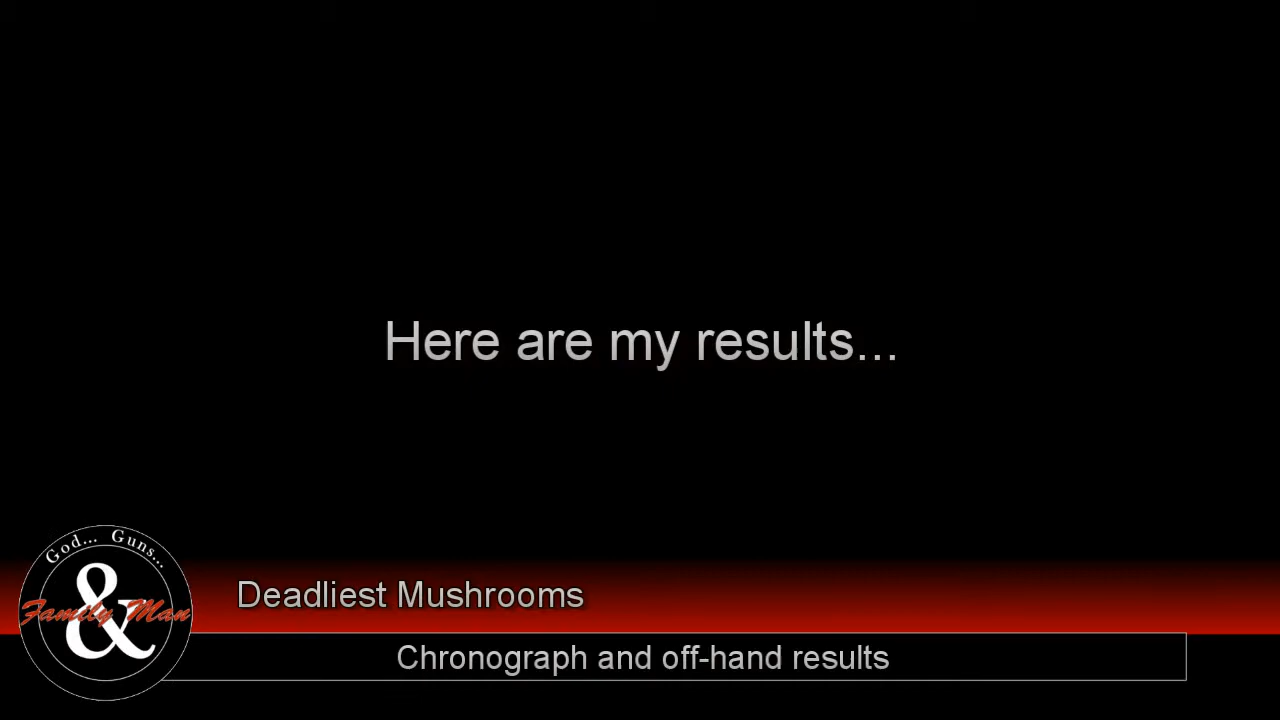 Here are my results...
God... Guns...
&
Family Man
Deadliest Mushrooms
Chronograph and off-hand results